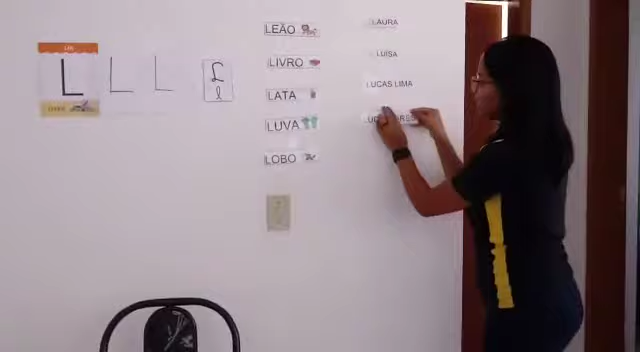 L
L
L
ℒ
ℓ
LEÃO
LIVRO
LATA
LUVA
LOBO
LAURA
LUISA
LUCAS LIMA